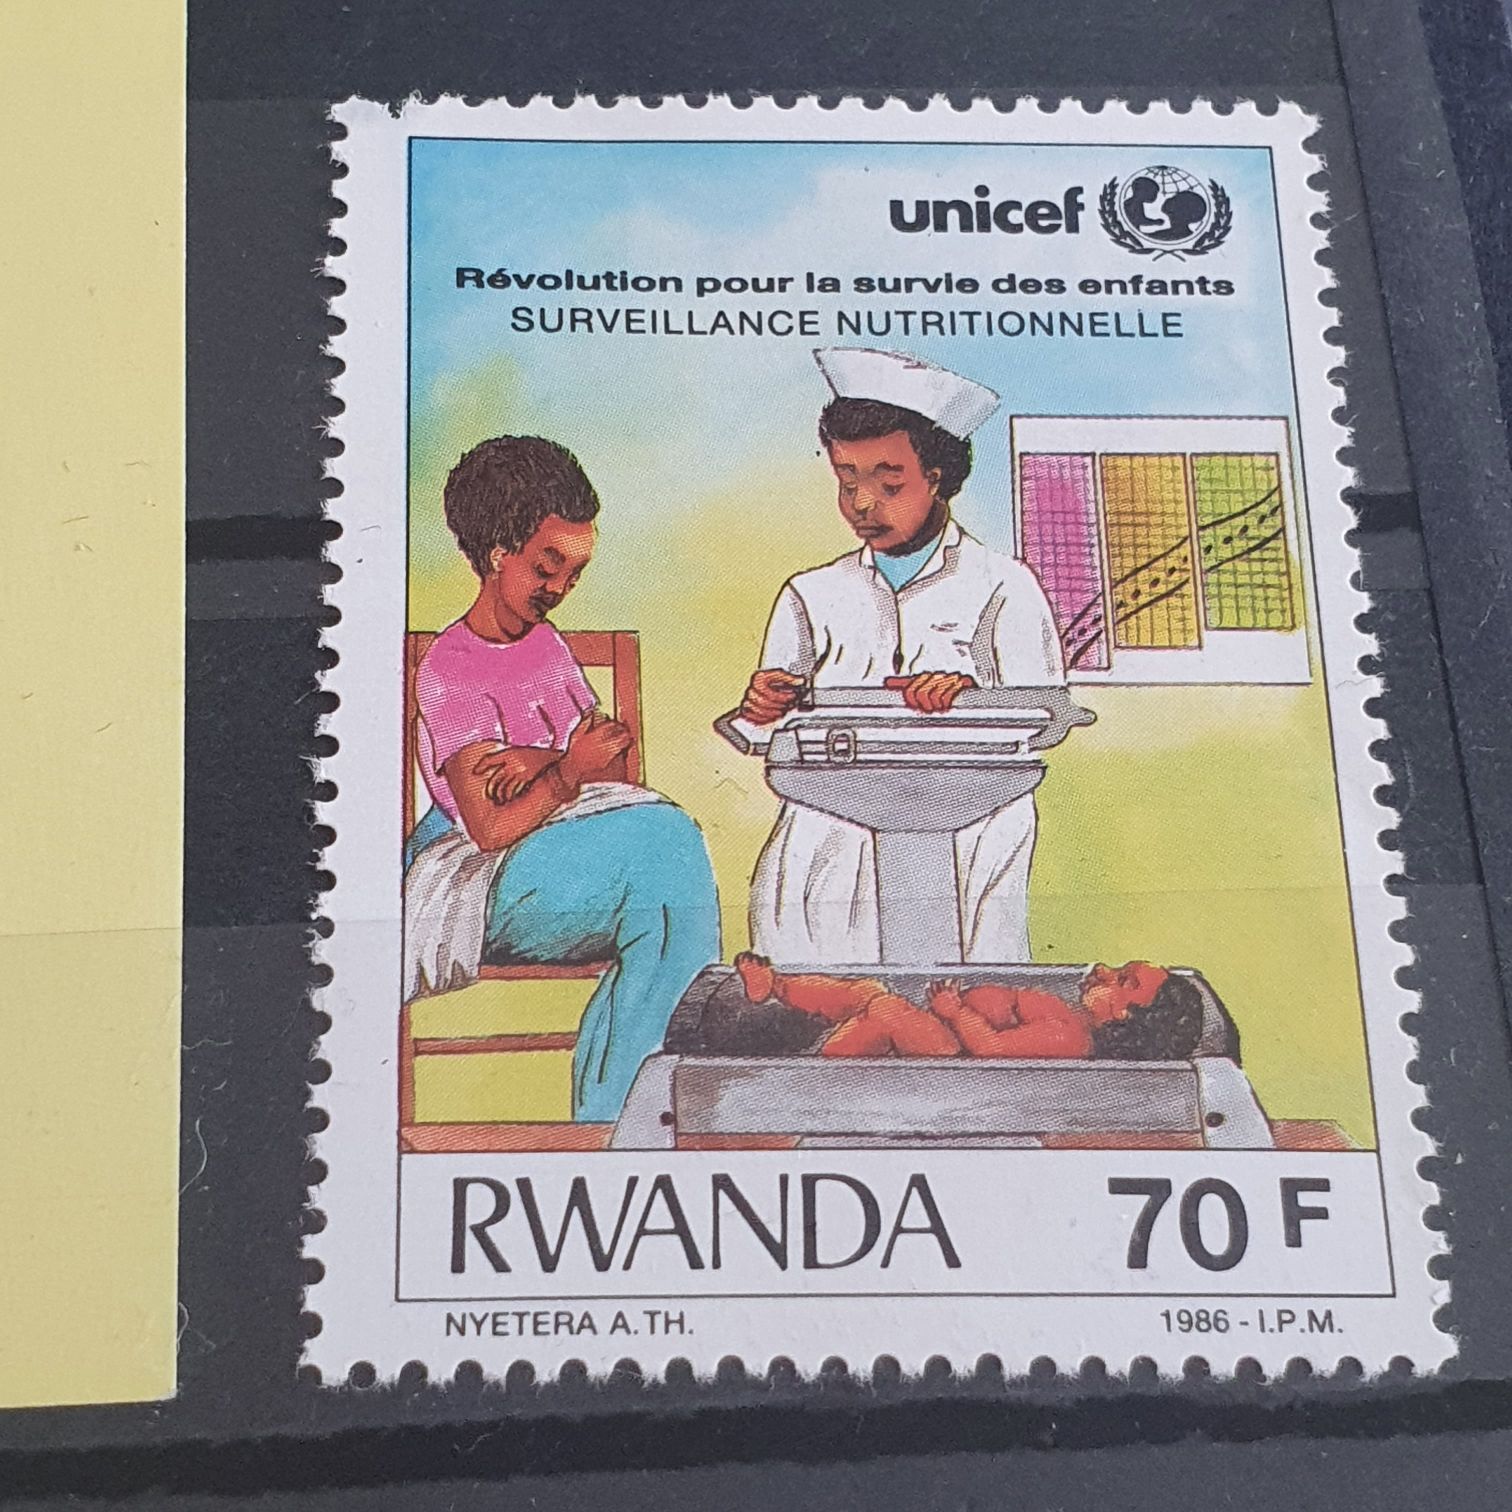 unicef
Révolution pour la survie des enfants
SURVEILLANCE NUTRITIONNELLE
RWANDA 70 F
NYETERA A.TH. 1986 - I.P.M.